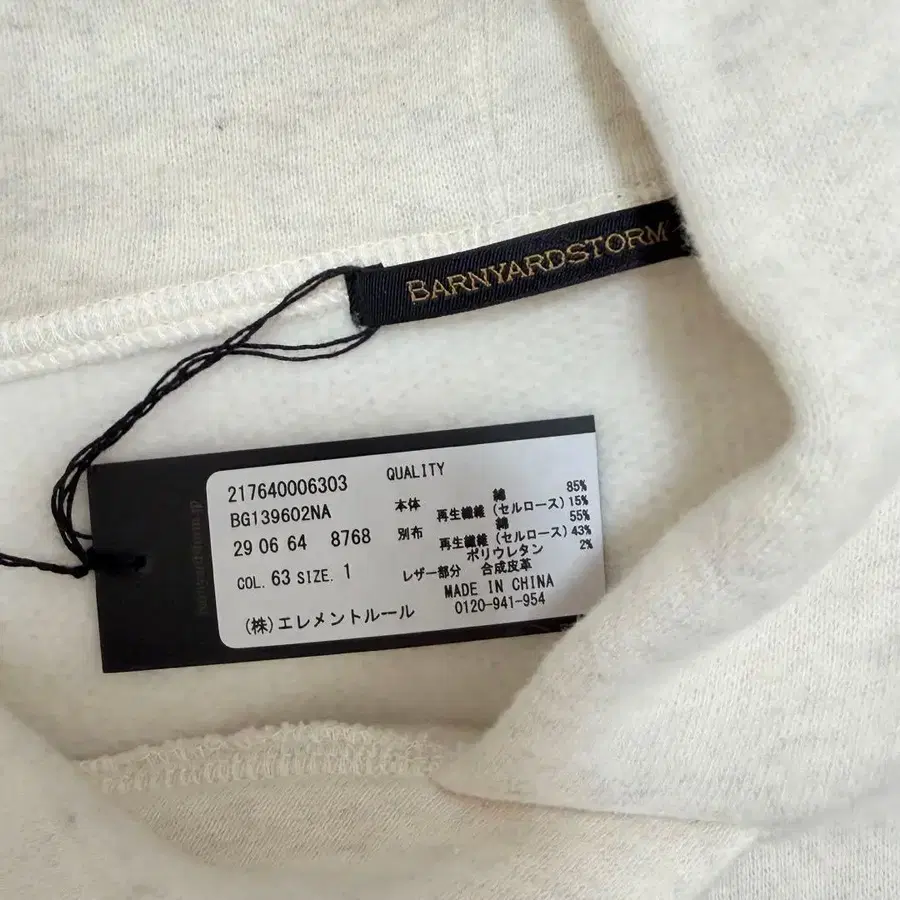 BARNYARDSTORM
217640006303
BG139602NA
29 06 64 8768
COL. 63 SIZE. 1
(株)エレメントルール
QUALITY
本体 綿 85%
再生繊維 (セルロース) 15%
別布 綿 55%
再生繊維 (セルロース) 43%
ポリウレタン 2%
レザー部分 合成皮革
MADE IN CHINA
0120-941-954
barnyardstorm.jp